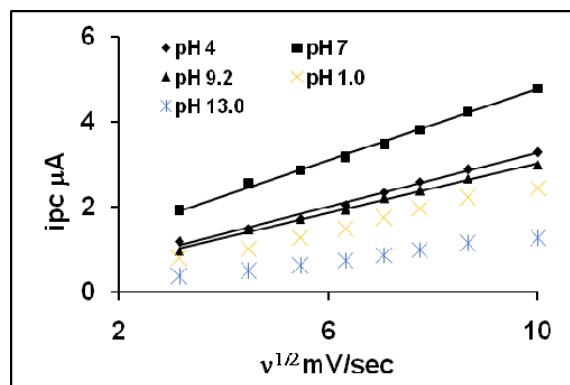 6
pH 4
pH 7
pH 9.2
pH 1.0
pH 13.0
4
ipc μA
2
0
2
6
10
ν1/2 mV/sec